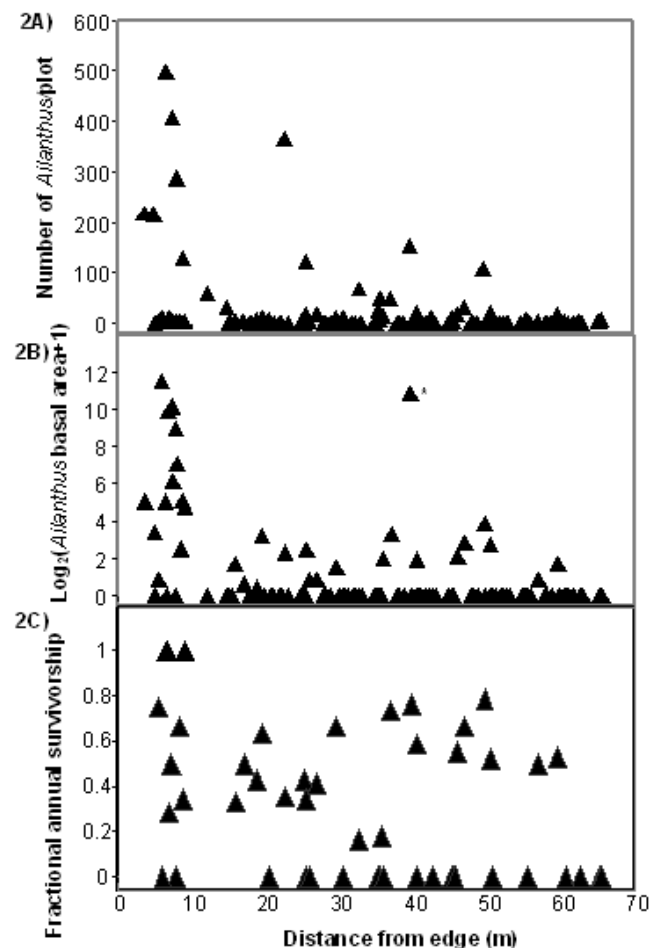 2A)
Number of Ailanthus/plot
600
500
400
300
200
100
0
2B)
Log₂(Ailanthus basal area+1)
12
10
8
6
4
2
0
*
2C)
Fractional annual survivorship
1
0.8
0.6
0.4
0.2
0
0 10 20 30 40 50 60 70
Distance from edge (m)